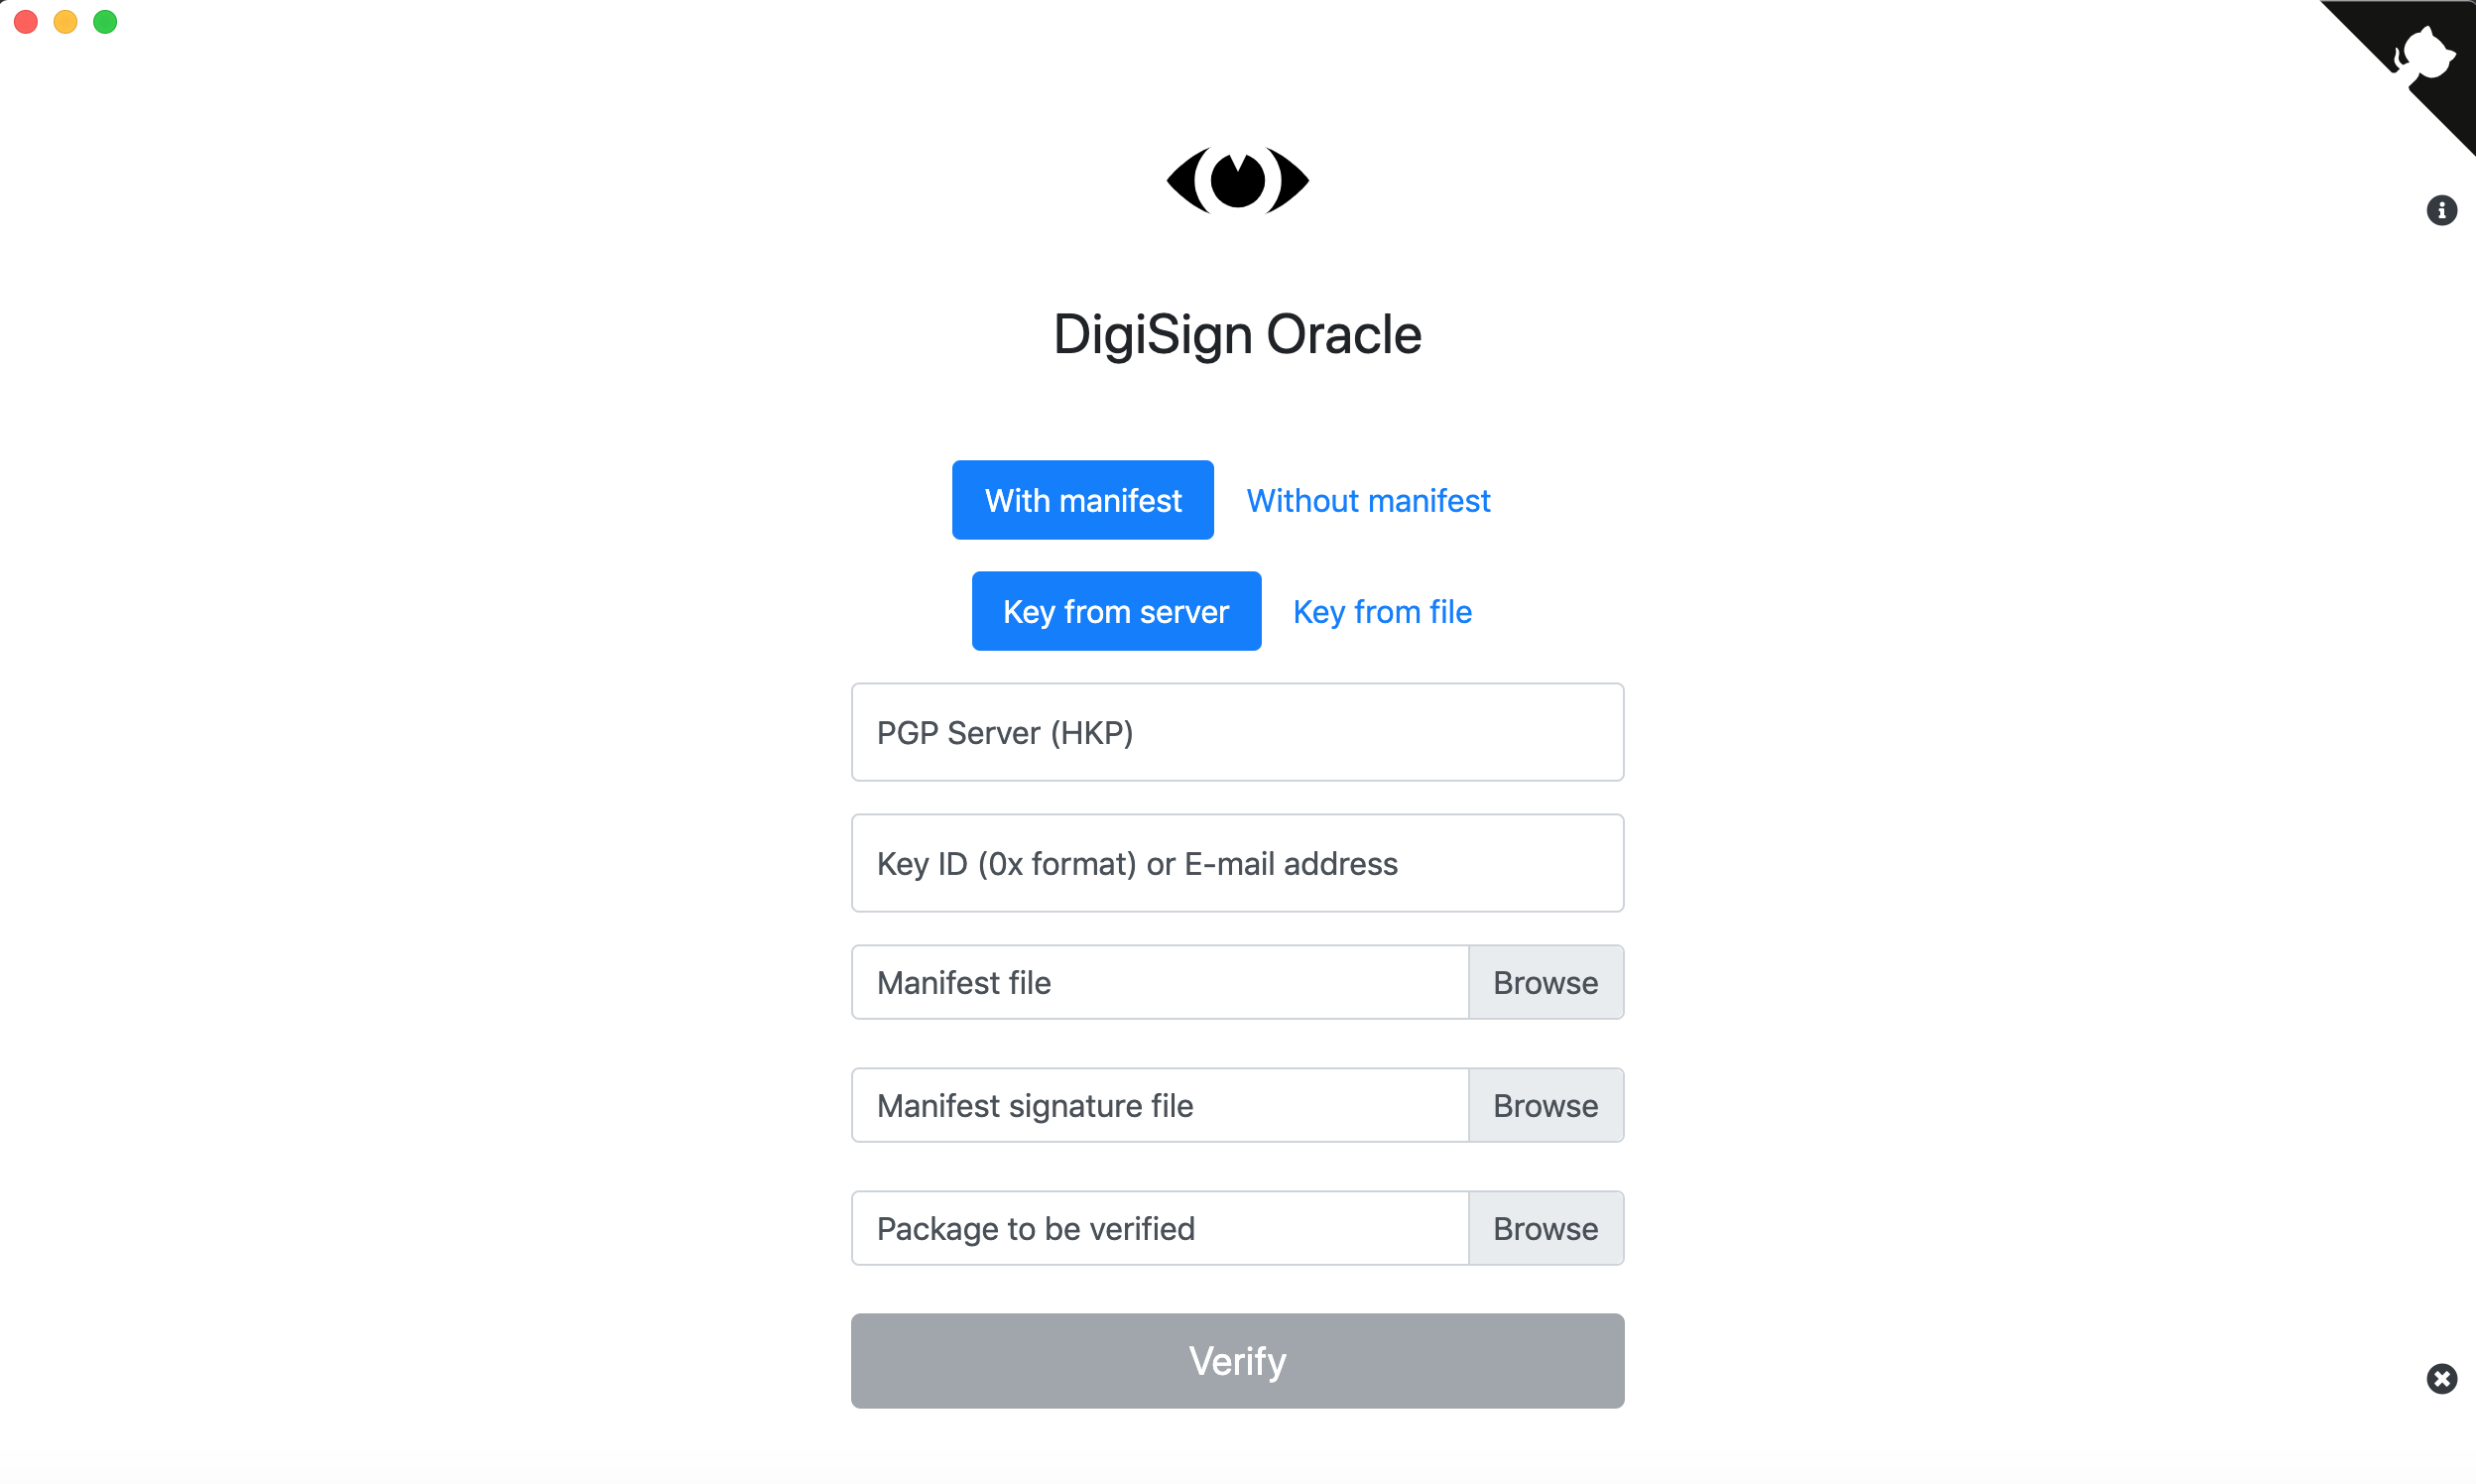 DigiSign Oracle
With manifest Without manifest
Key from server Key from file
PGP Server (HKP)
Key ID (0x format) or E-mail address
Manifest file Browse
Manifest signature file Browse
Package to be verified Browse
Verify